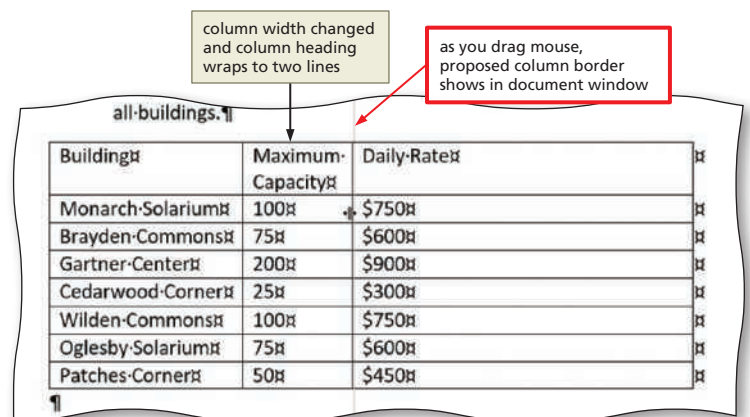 column width changed
and column heading
wraps to two lines
as you drag mouse,
proposed column border
shows in document window
all·buildings.¶
Building¤ Maximum· Daily·Rate¤ ¤
Capacity¤
Monarch·Solarium¤ 100¤ $750¤ ¤
Brayden·Commons¤ 75¤ $600¤ ¤
Gartner·Center¤ 200¤ $900¤ ¤
Cedarwood·Corner¤ 25¤ $300¤ ¤
Wilden·Commons¤ 100¤ $750¤ ¤
Oglesby·Solarium¤ 75¤ $600¤ ¤
Patches·Corner¤ 50¤ $450¤ ¤
¶